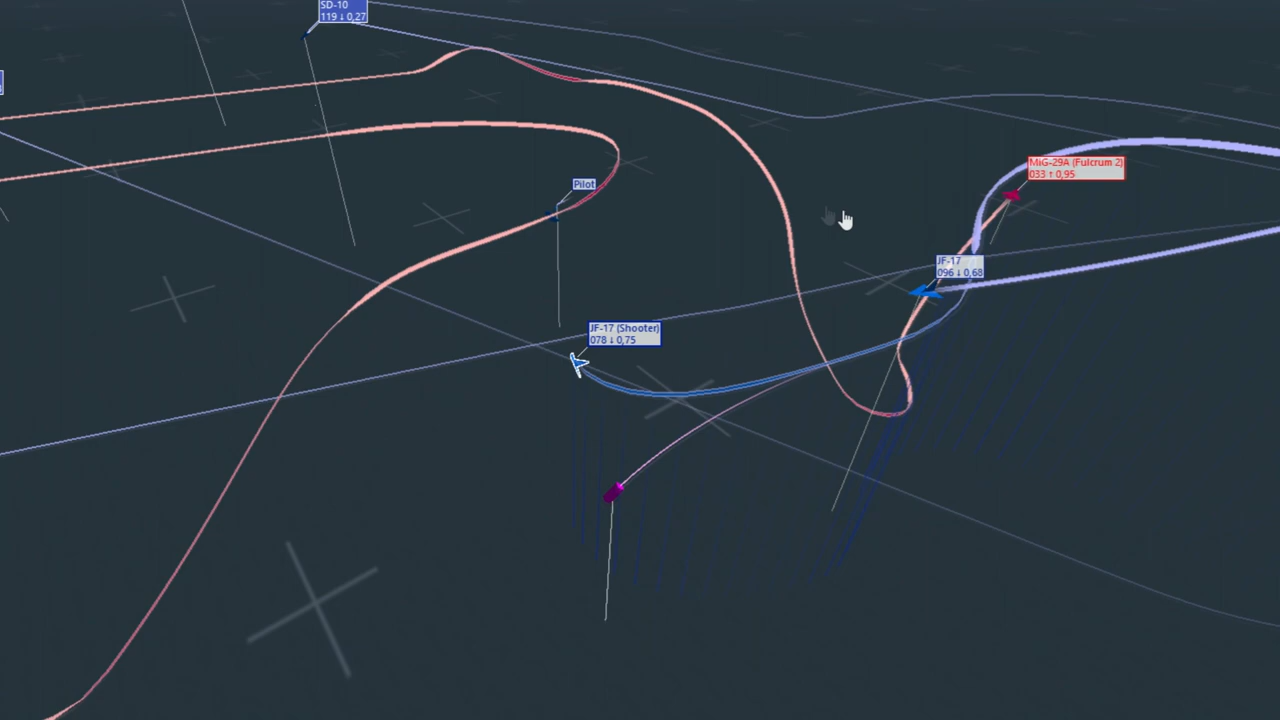 SD-10
119 ↓ 0,27
MiG-29A (Fulcrum 2)
033 ↑ 0,95
Pilot
JF-17
096 ↓ 0,68
JF-17 (Shooter)
078 ↓ 0,75